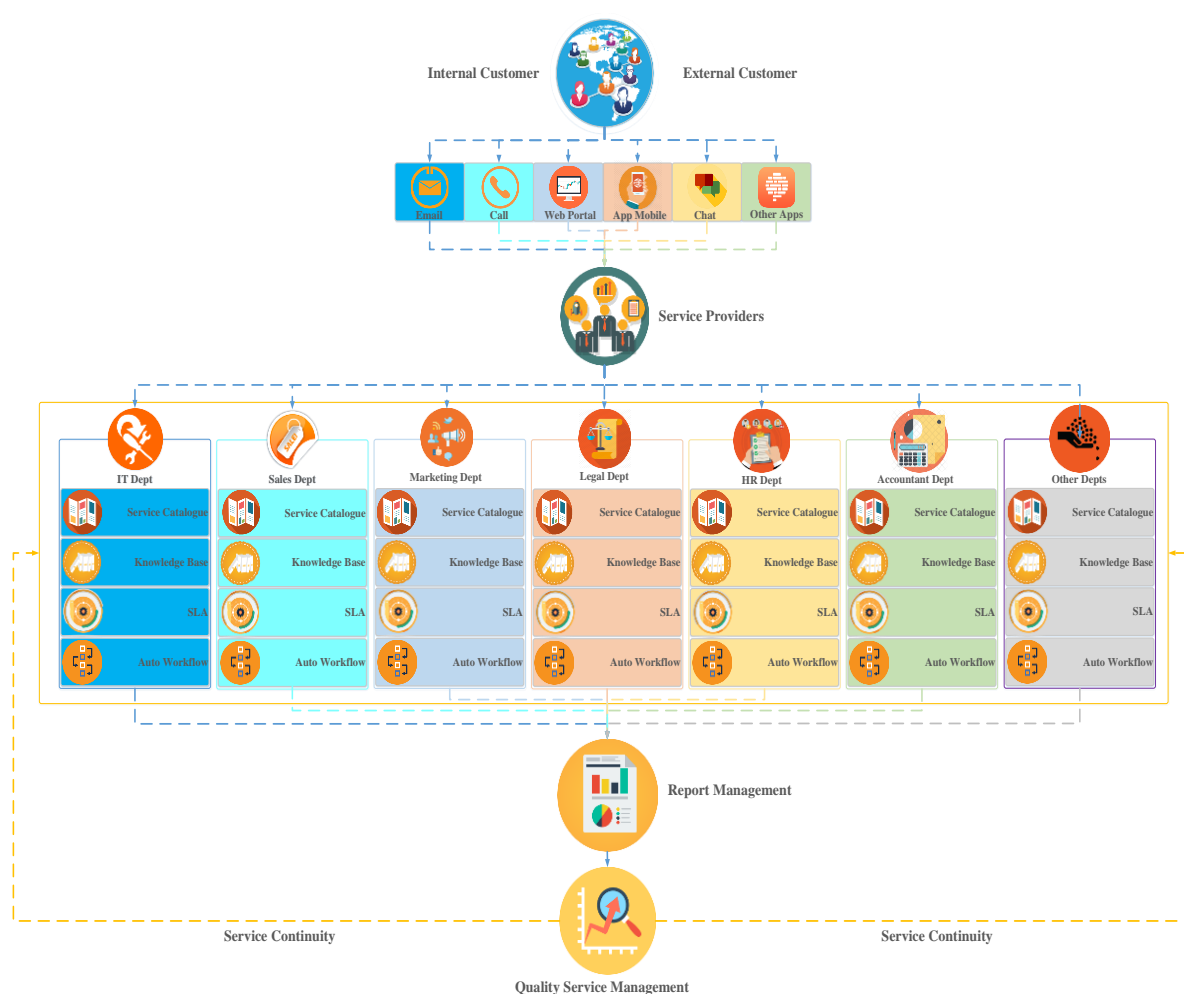 Internal Customer
External Customer
Email
Call
Web Portal
App Mobile
Chat
Other Apps
Service Providers
IT Dept
Sales Dept
Marketing Dept
Legal Dept
HR Dept
Accountant Dept
Other Depts
Service Catalogue
Service Catalogue
Service Catalogue
Service Catalogue
Service Catalogue
Service Catalogue
Service Catalogue
Knowledge Base
Knowledge Base
Knowledge Base
Knowledge Base
Knowledge Base
Knowledge Base
Knowledge Base
SLA
SLA
SLA
SLA
SLA
SLA
SLA
Auto Workflow
Auto Workflow
Auto Workflow
Auto Workflow
Auto Workflow
Auto Workflow
Auto Workflow
Report Management
Service Continuity
Service Continuity
Quality Service Management